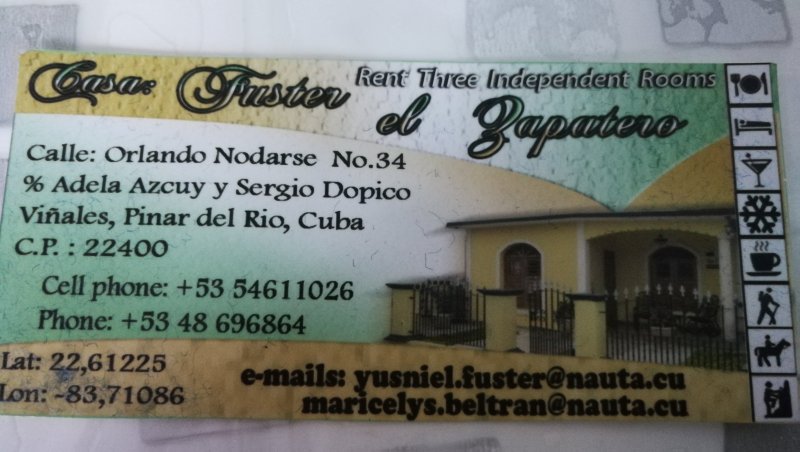 Casa: Fuster el Zapatero
Rent Three Independent Rooms
Calle: Orlando Nodarse No.34
% Adela Azcuy y Sergio Dopico
Viñales, Pinar del Rio, Cuba
C.P. : 22400
Cell phone: +53 54611026
Phone: +53 48 696864
Lat: 22,61225
Lon: -83,71086
e-mails: yusniel.fuster@nauta.cu
maricelys.beltran@nauta.cu